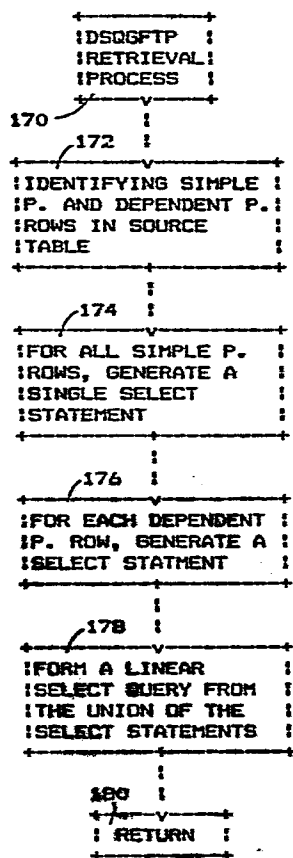 DSQGFTP
RETRIEVAL
PROCESS
170
172
IDENTIFYING SIMPLE
P. AND DEPENDENT P.
ROWS IN SOURCE
TABLE
174
FOR ALL SIMPLE P.
ROWS, GENERATE A
SINGLE SELECT
STATEMENT
176
FOR EACH DEPENDENT
P. ROW, GENERATE A
SELECT STATMENT
178
FORM A LINEAR
SELECT QUERY FROM
THE UNION OF THE
SELECT STATEMENTS
180
RETURN